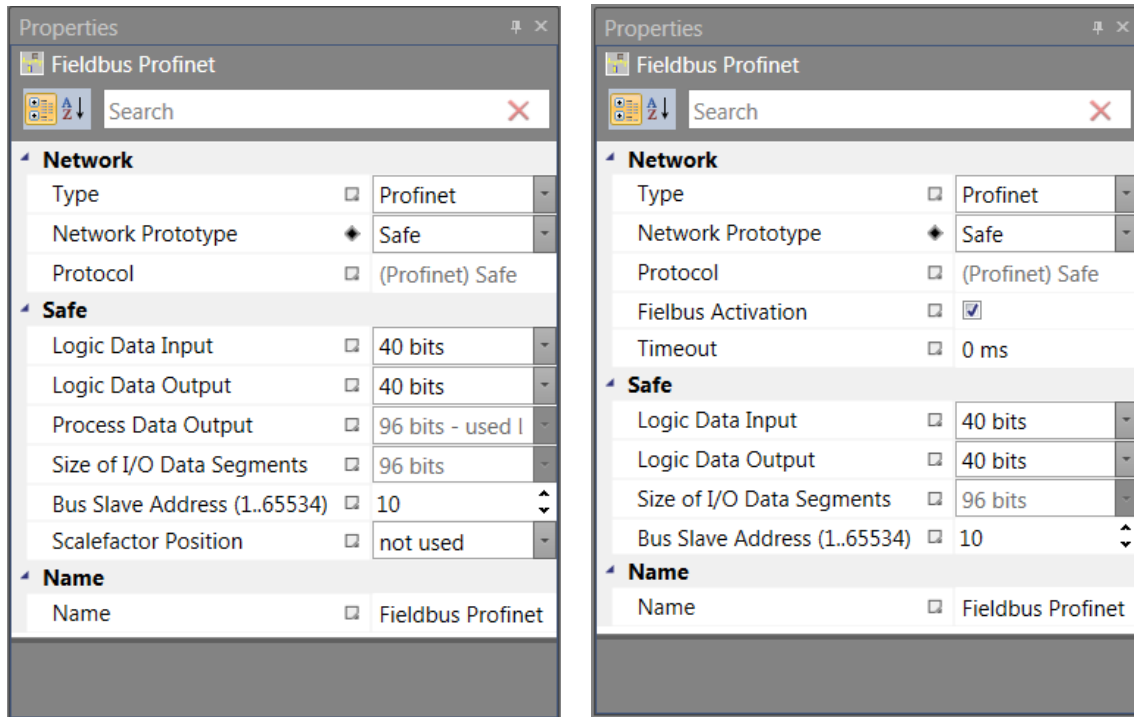 Properties
Fieldbus Profinet
Search
Network
Type Profinet
Network Prototype Safe
Protocol (Profinet) Safe
Safe
Logic Data Input 40 bits
Logic Data Output 40 bits
Process Data Output 96 bits - used l
Size of I/O Data Segments 96 bits
Bus Slave Address (1..65534) 10
Scalefactor Position not used
Name
Name Fieldbus Profinet
Properties
Fieldbus Profinet
Search
Network
Type Profinet
Network Prototype Safe
Protocol (Profinet) Safe
Fielbus Activation
Timeout 0 ms
Safe
Logic Data Input 40 bits
Logic Data Output 40 bits
Size of I/O Data Segments 96 bits
Bus Slave Address (1..65534) 10
Name
Name Fieldbus Profinet